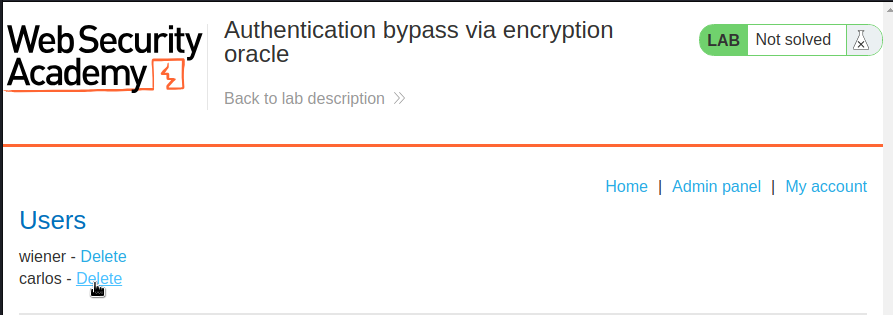 Web Security
Academy
Authentication bypass via encryption
oracle
Back to lab description
LAB
Not solved
Home | Admin panel | My account
Users
wiener - Delete
carlos - Delete